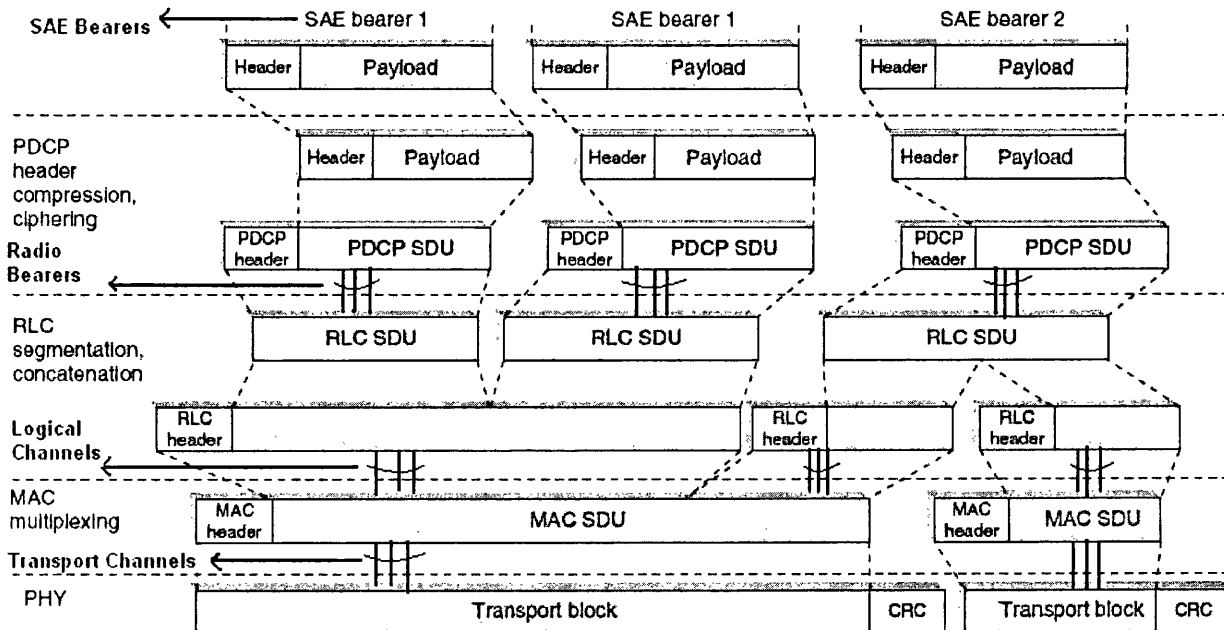 SAE Bearers
SAE bearer 1
SAE bearer 1
SAE bearer 2
Header
Payload
Header
Payload
Header
Payload
PDCP
header
compression,
ciphering
Header
Payload
Header
Payload
Header
Payload
Radio
Bearers
PDCP
header
PDCP SDU
PDCP
header
PDCP SDU
PDCP
header
PDCP SDU
RLC
segmentation,
concatenation
RLC SDU
RLC SDU
RLC SDU
Logical
Channels
RLC
header
RLC
header
RLC
header
MAC
multiplexing
MAC
header
MAC SDU
MAC
header
MAC SDU
Transport Channels
PHY
Transport block
CRC
Transport block
CRC